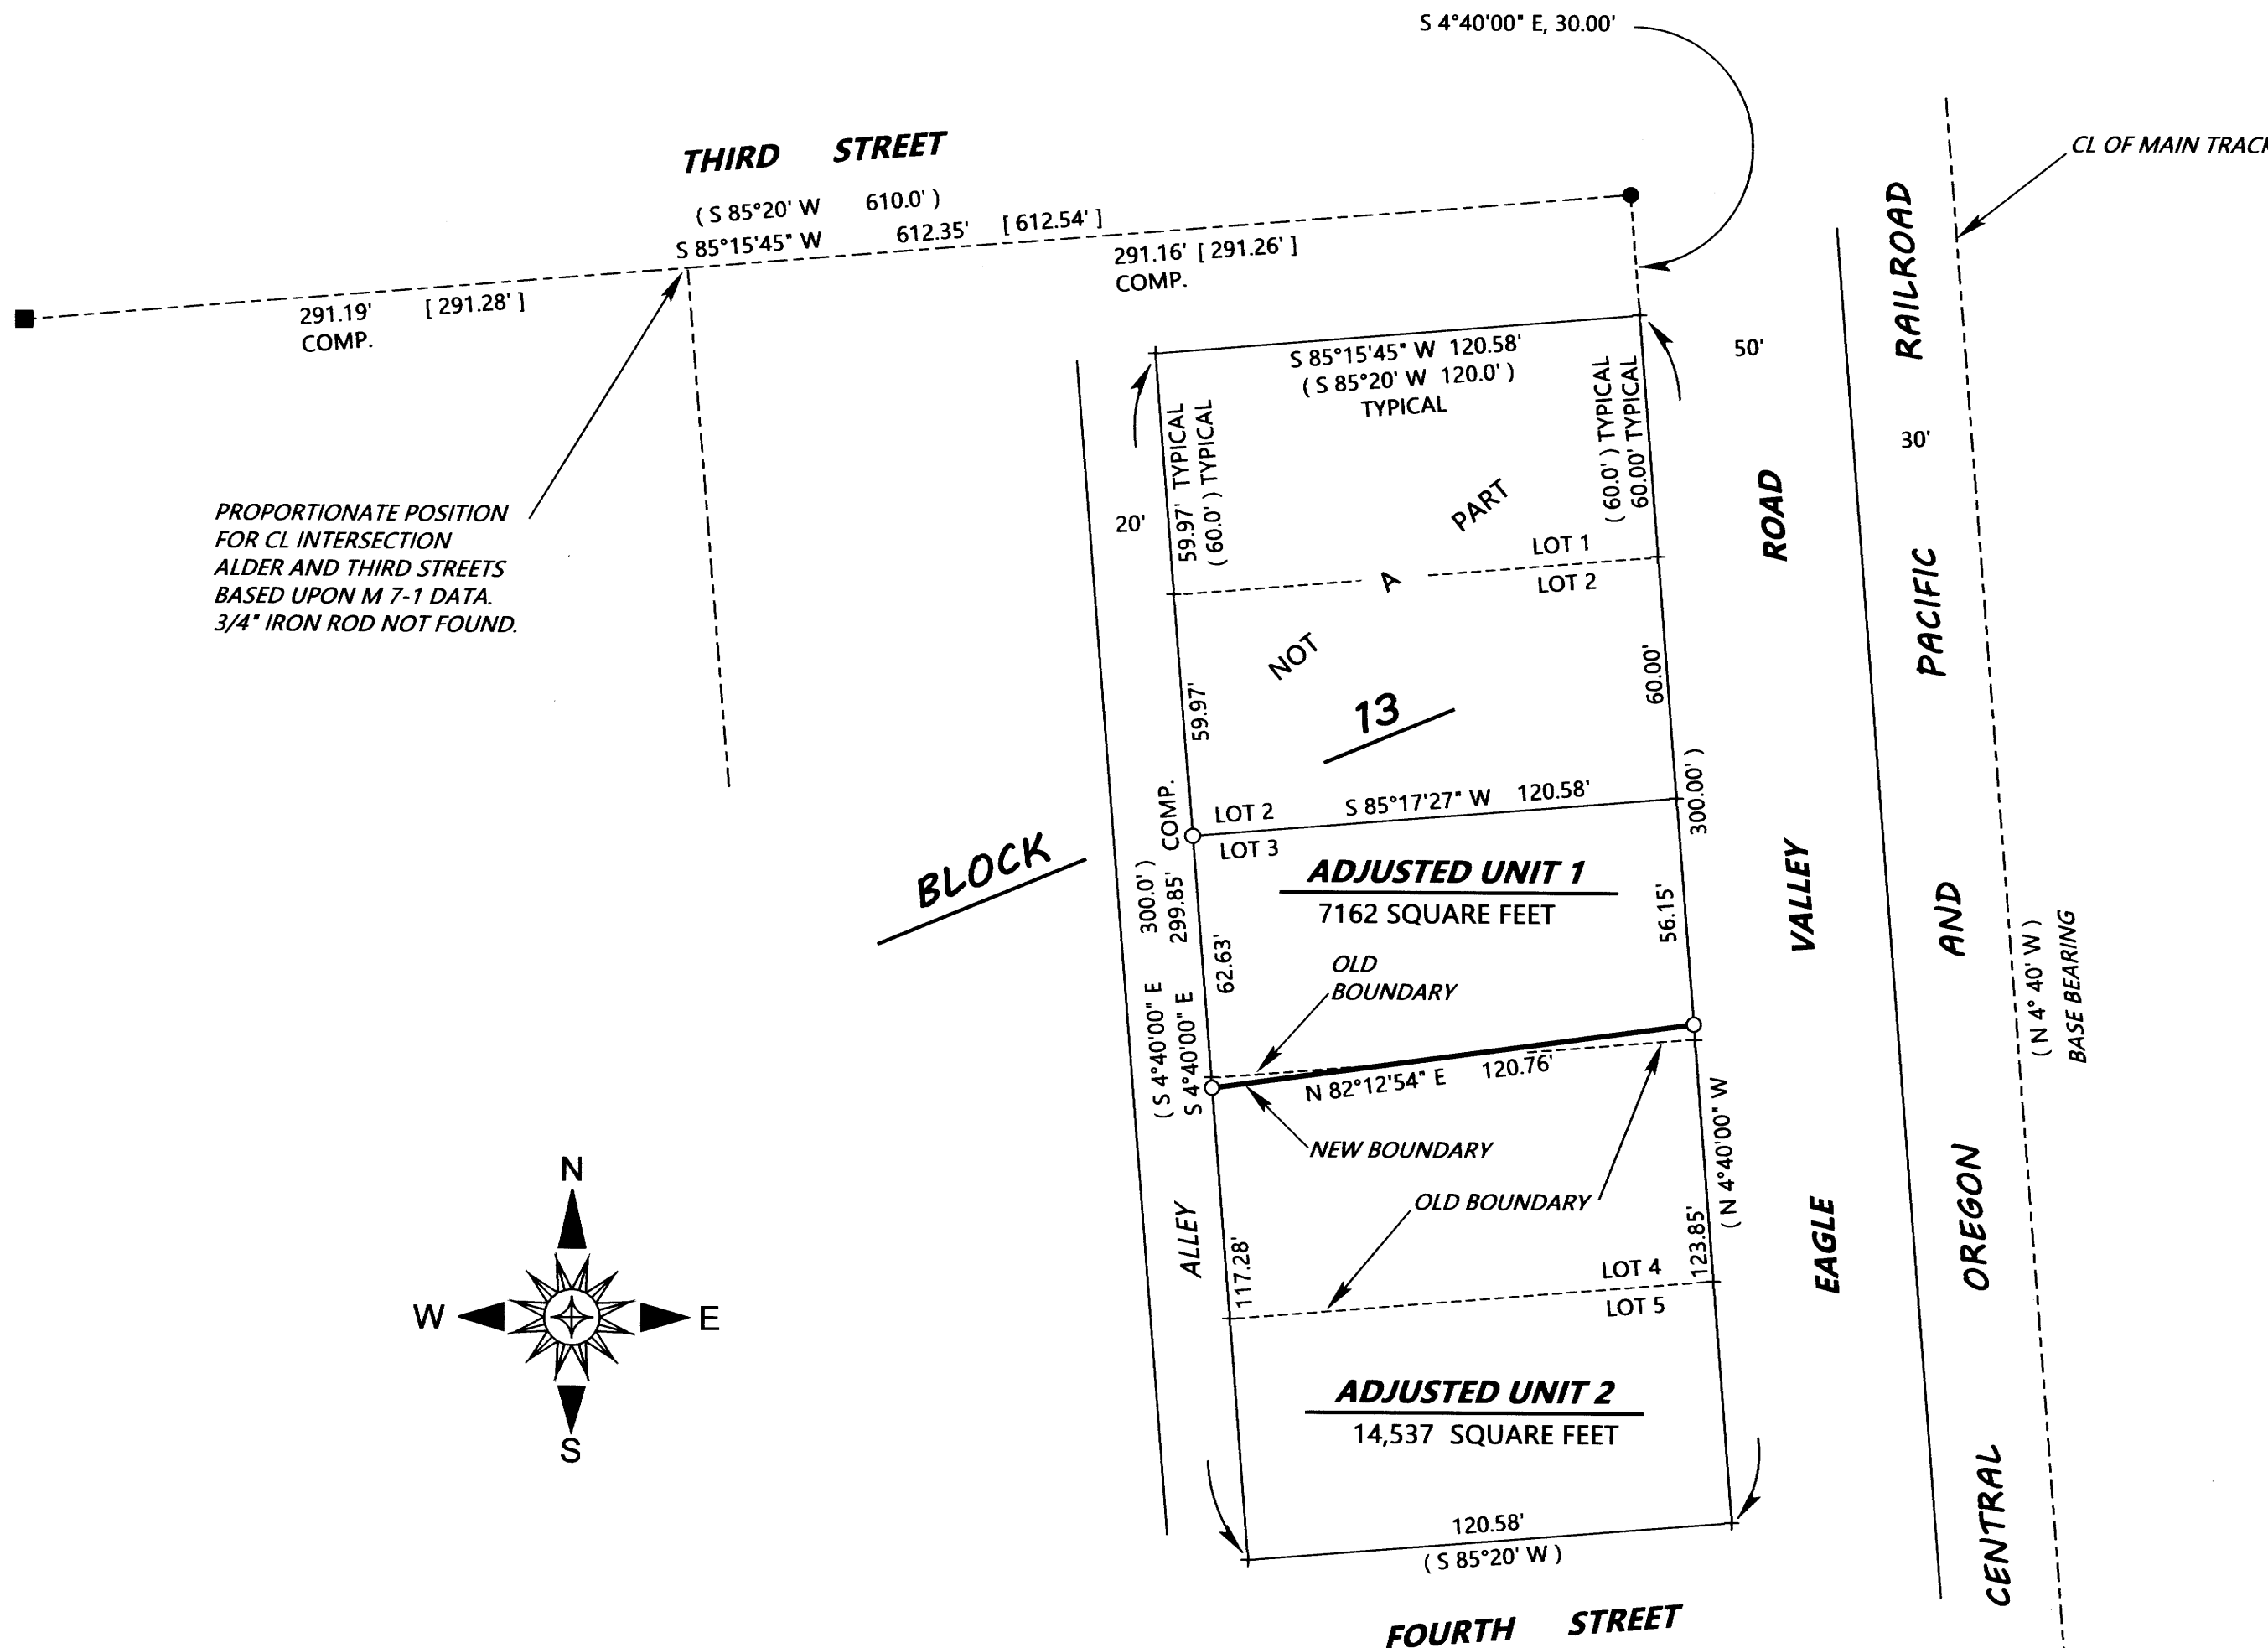 S 4°40'00" E, 30.00'
CL OF MAIN TRACK
THIRD STREET
( S 85°20' W 610.0' )
S 85°15'45" W 612.35' [ 612.54' ]
291.16' [ 291.26' ]
COMP.
291.19' [ 291.28' ]
COMP.
PROPORTIONATE POSITION
FOR CL INTERSECTION
ALDER AND THIRD STREETS
BASED UPON M 7-1 DATA.
3/4" IRON ROD NOT FOUND.
S 85°15'45" W 120.58'
( S 85°20' W 120.0' )
TYPICAL
59.97' TYPICAL
(60.0') TYPICAL
(60.0') TYPICAL
60.00' TYPICAL
50'
30'
20'
NOT A PART
LOT 1
LOT 2
59.97'
60.00'
13
BLOCK
LOT 2
S 85°17'27" W 120.58'
LOT 3
ADJUSTED UNIT 1
7162 SQUARE FEET
62.63'
56.15'
OLD
BOUNDARY
( S 4°40'00" E 300.0' )
S 4°40'00" E 299.85' COMP.
( N 4°40'00" W 300.00' )
N 82°12'54" E 120.76'
NEW BOUNDARY
OLD BOUNDARY
117.28'
123.85'
LOT 4
LOT 5
ADJUSTED UNIT 2
14,537 SQUARE FEET
120.58'
( S 85°20' W )
ALLEY
EAGLE VALLEY ROAD
CENTRAL OREGON AND PACIFIC RAILROAD
( N 4° 40' W )
BASE BEARING
FOURTH STREET
N
W E
S